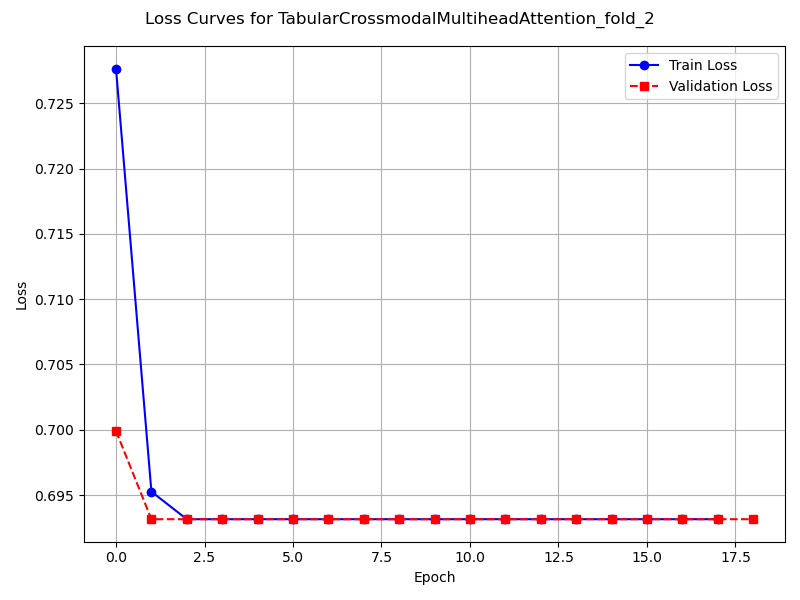 Loss Curves for TabularCrossmodalMultiheadAttention_fold_2
Train Loss
Validation Loss
0.725
0.720
0.715
0.710
0.705
0.700
0.695
Loss
0.0 2.5 5.0 7.5 10.0 12.5 15.0 17.5
Epoch